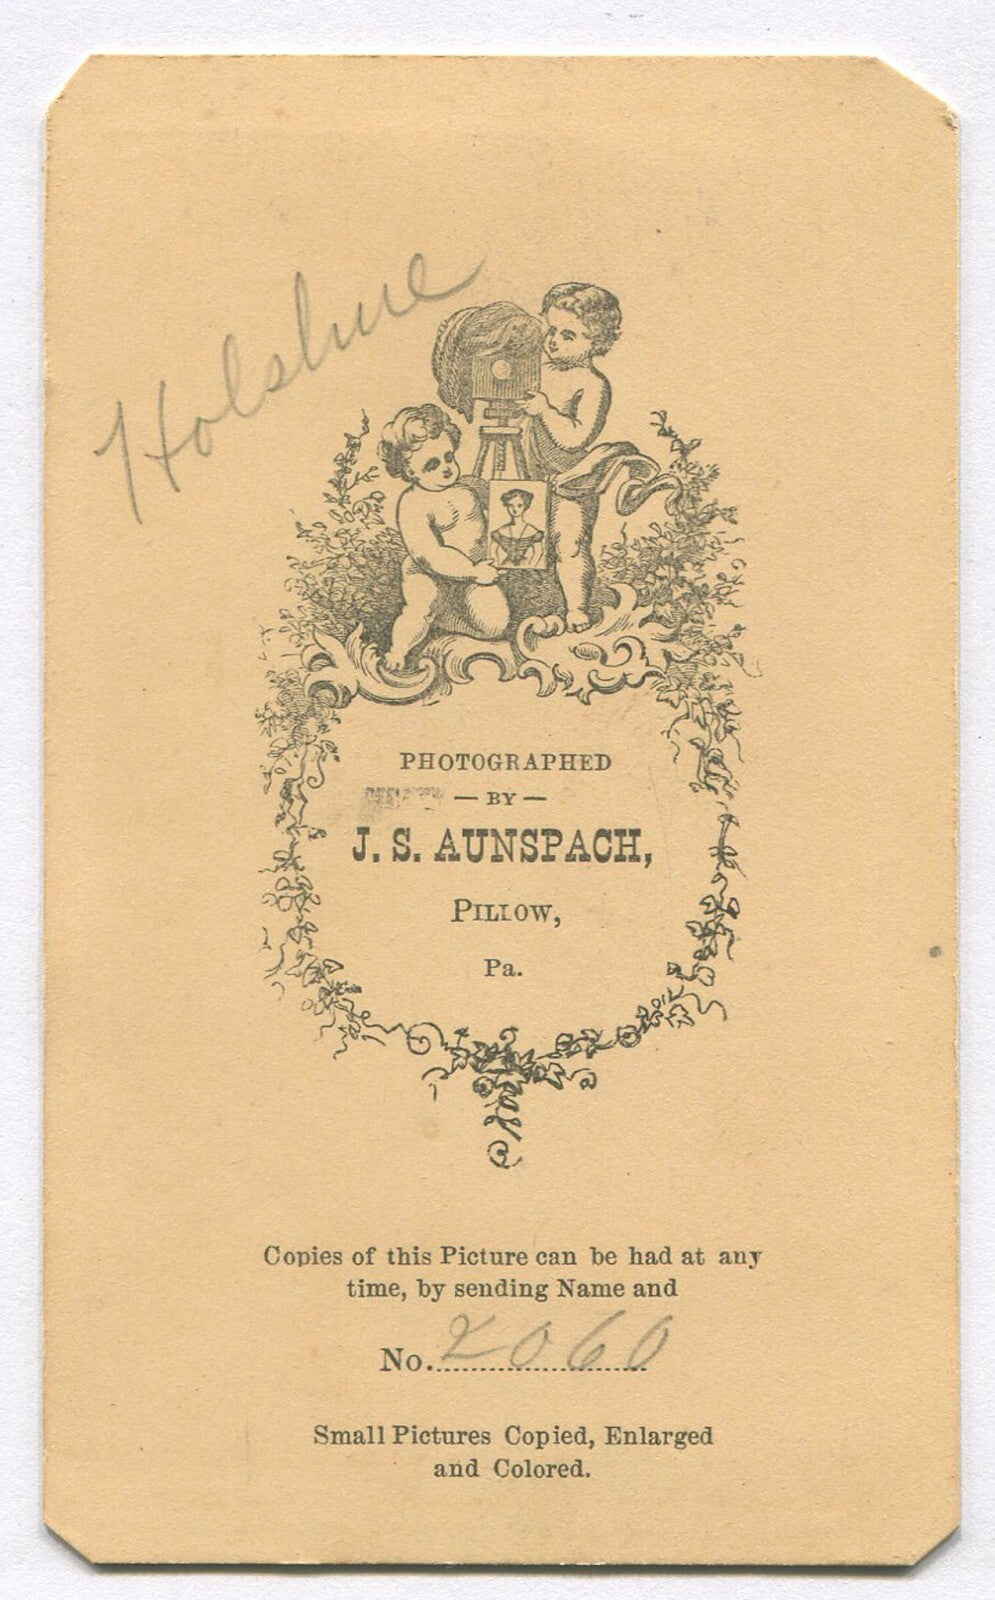 Holshue
PHOTOGRAPHED
— BY —
J. S. AUNSPACH,
PILLOW,
Pa.
Copies of this Picture can be had at any
time, by sending Name and
No. 2060
Small Pictures Copied, Enlarged
and Colored.